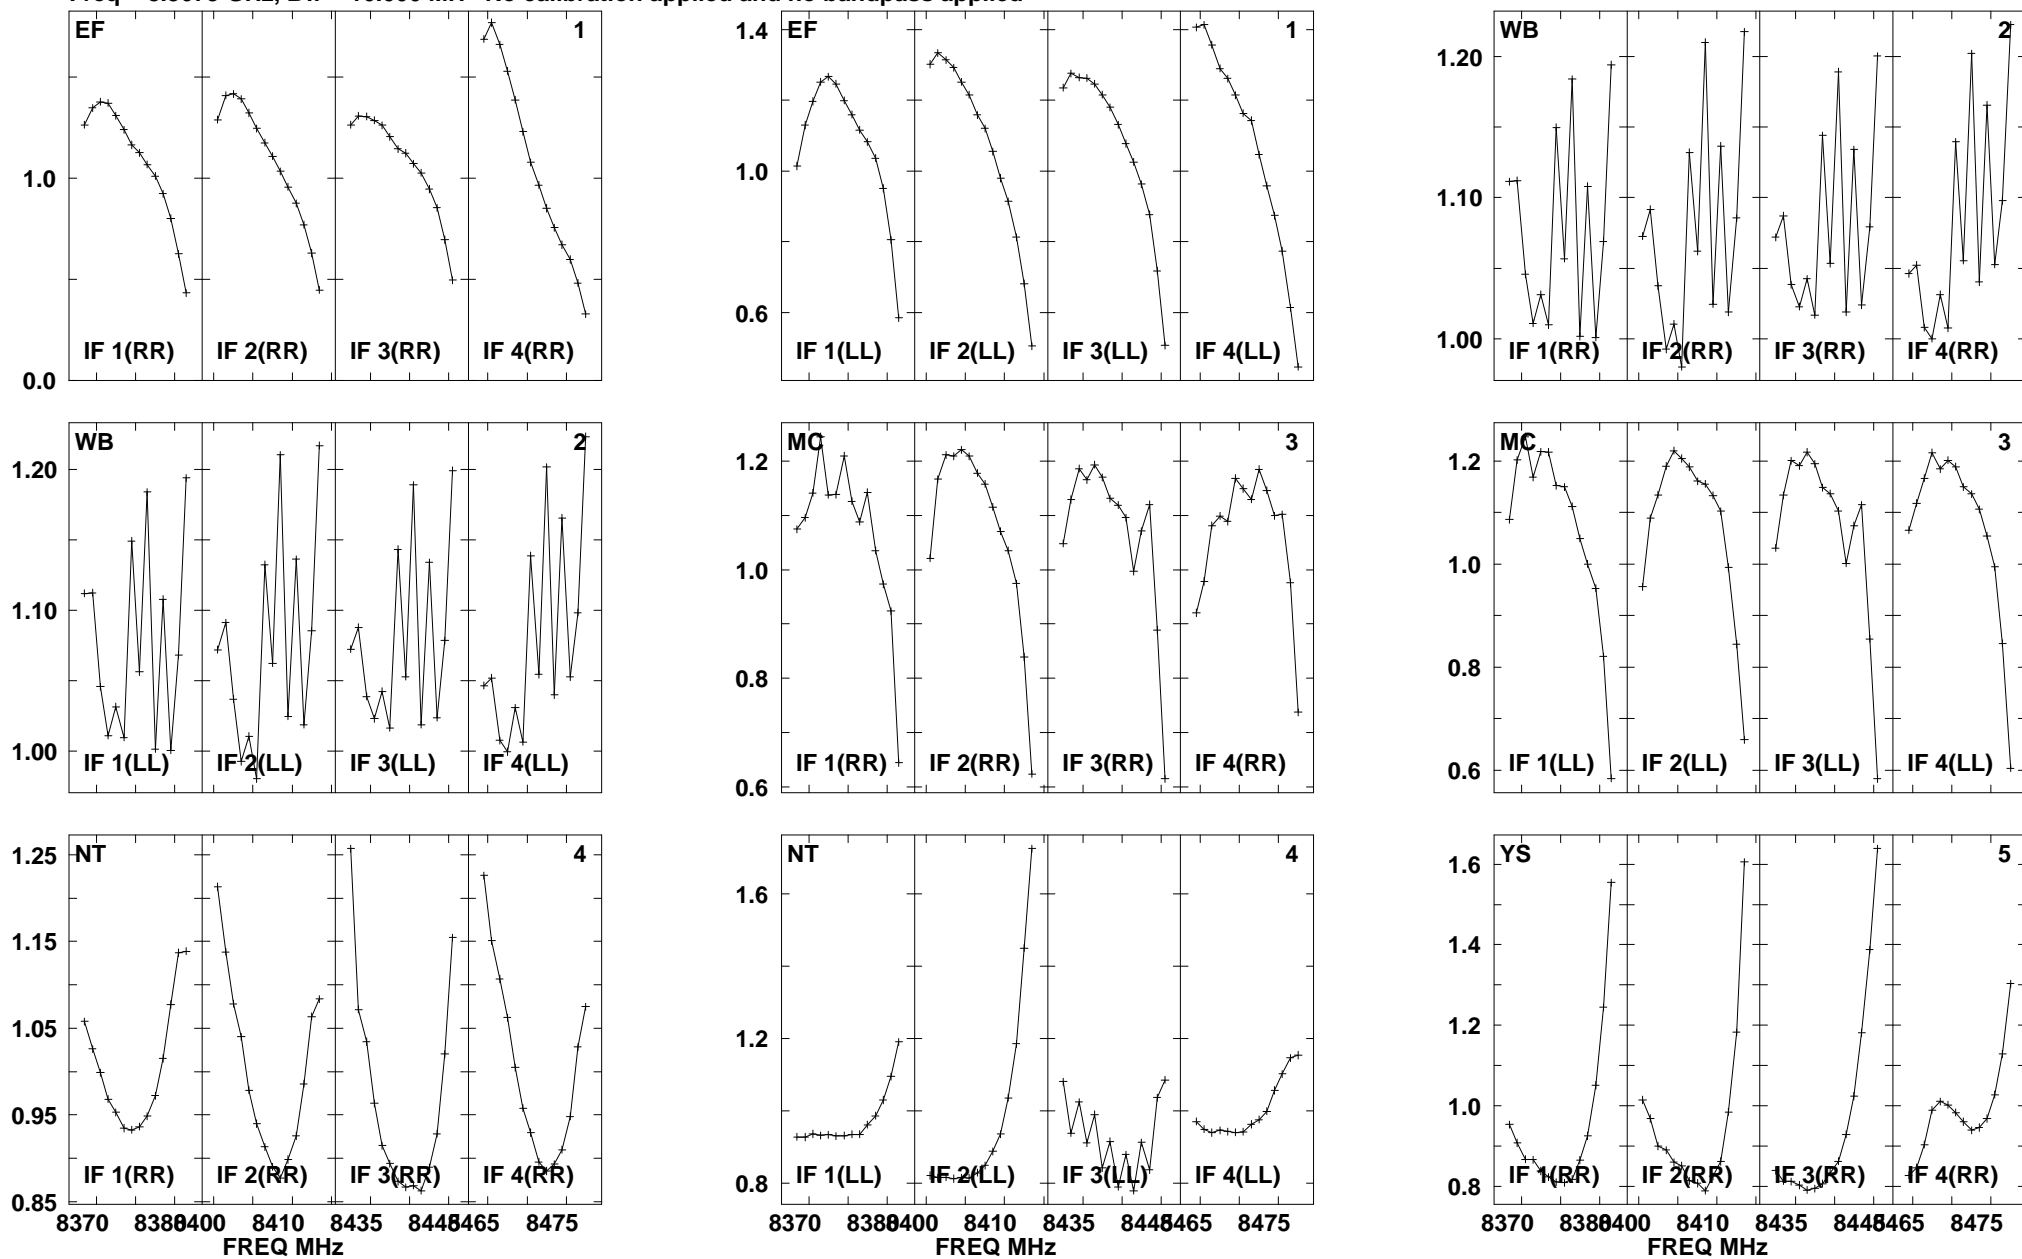 EF 1 EF 1 WB 2
1.4 1.20
1.0 1.0 1.10
0.6 1.00
IF 1(RR) IF 2(RR) IF 3(RR) IF 4(RR) IF 1(LL) IF 2(LL) IF 3(LL) IF 4(LL) IF 1(RR) IF 2(RR) IF 3(RR) IF 4(RR)
0.0
WB 2 MC 3 MC 3
1.20 1.2 1.2
1.10 1.0 1.0
1.00 0.8 0.8
IF 1(LL) IF 2(LL) IF 3(LL) IF 4(LL) IF 1(RR) IF 2(RR) IF 3(RR) IF 4(RR) IF 1(LL) IF 2(LL) IF 3(LL) IF 4(LL)
0.6 0.6
NT 4 NT 4 YS 5
1.25 1.6 1.6
1.15 1.4
1.05 1.2 1.2
0.95 1.0
IF 1(RR) IF 2(RR) IF 3(RR) IF 4(RR) IF 1(LL) IF 2(LL) IF 3(LL) IF 4(LL) IF 1(RR) IF 2(RR) IF 3(RR) IF 4(RR)
0.85 0.8 0.8
8370 8410 8435 8475 8370 8410 8435 8475 8370 8410 8435 8475
FREQ MHz FREQ MHz FREQ MHz